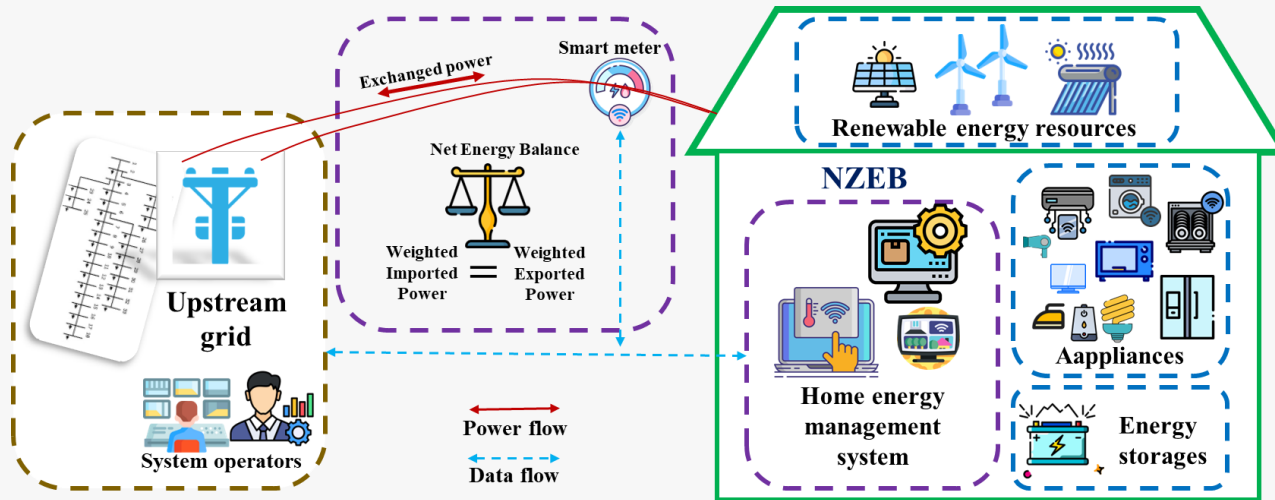 Smart meter
Exchanged power
Renewable energy resources
Net Energy Balance
NZEB
Weighted Imported Power = Weighted Exported Power
Upstream
grid
Aappliances
Home energy
management
system
Energy
storages
System operators
Power flow
Data flow